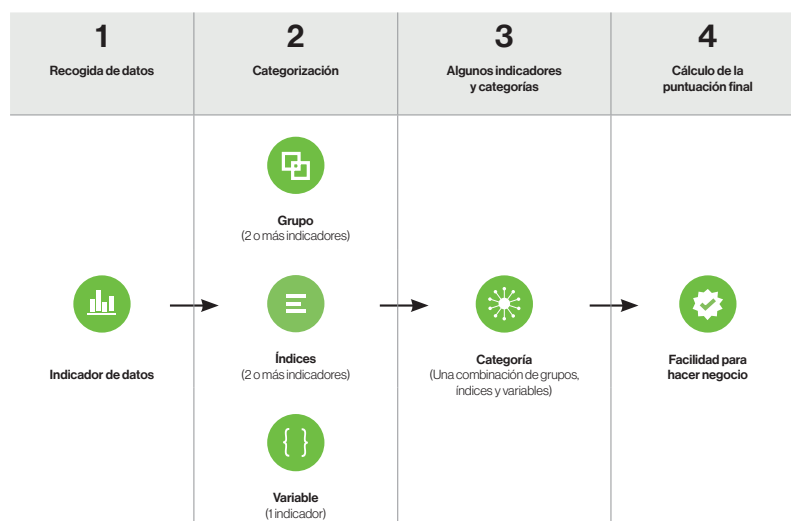 1
Recogida de datos
2
Categorización
3
Algunos indicadores
y categorías
4
Cálculo de la
puntuación final
Indicador de datos
Grupo
(2 o más indicadores)
Índices
(2 o más indicadores)
{ }
Variable
(1 indicador)
Categoría
(Una combinación de grupos,
índices y variables)
Facilidad para
hacer negocio